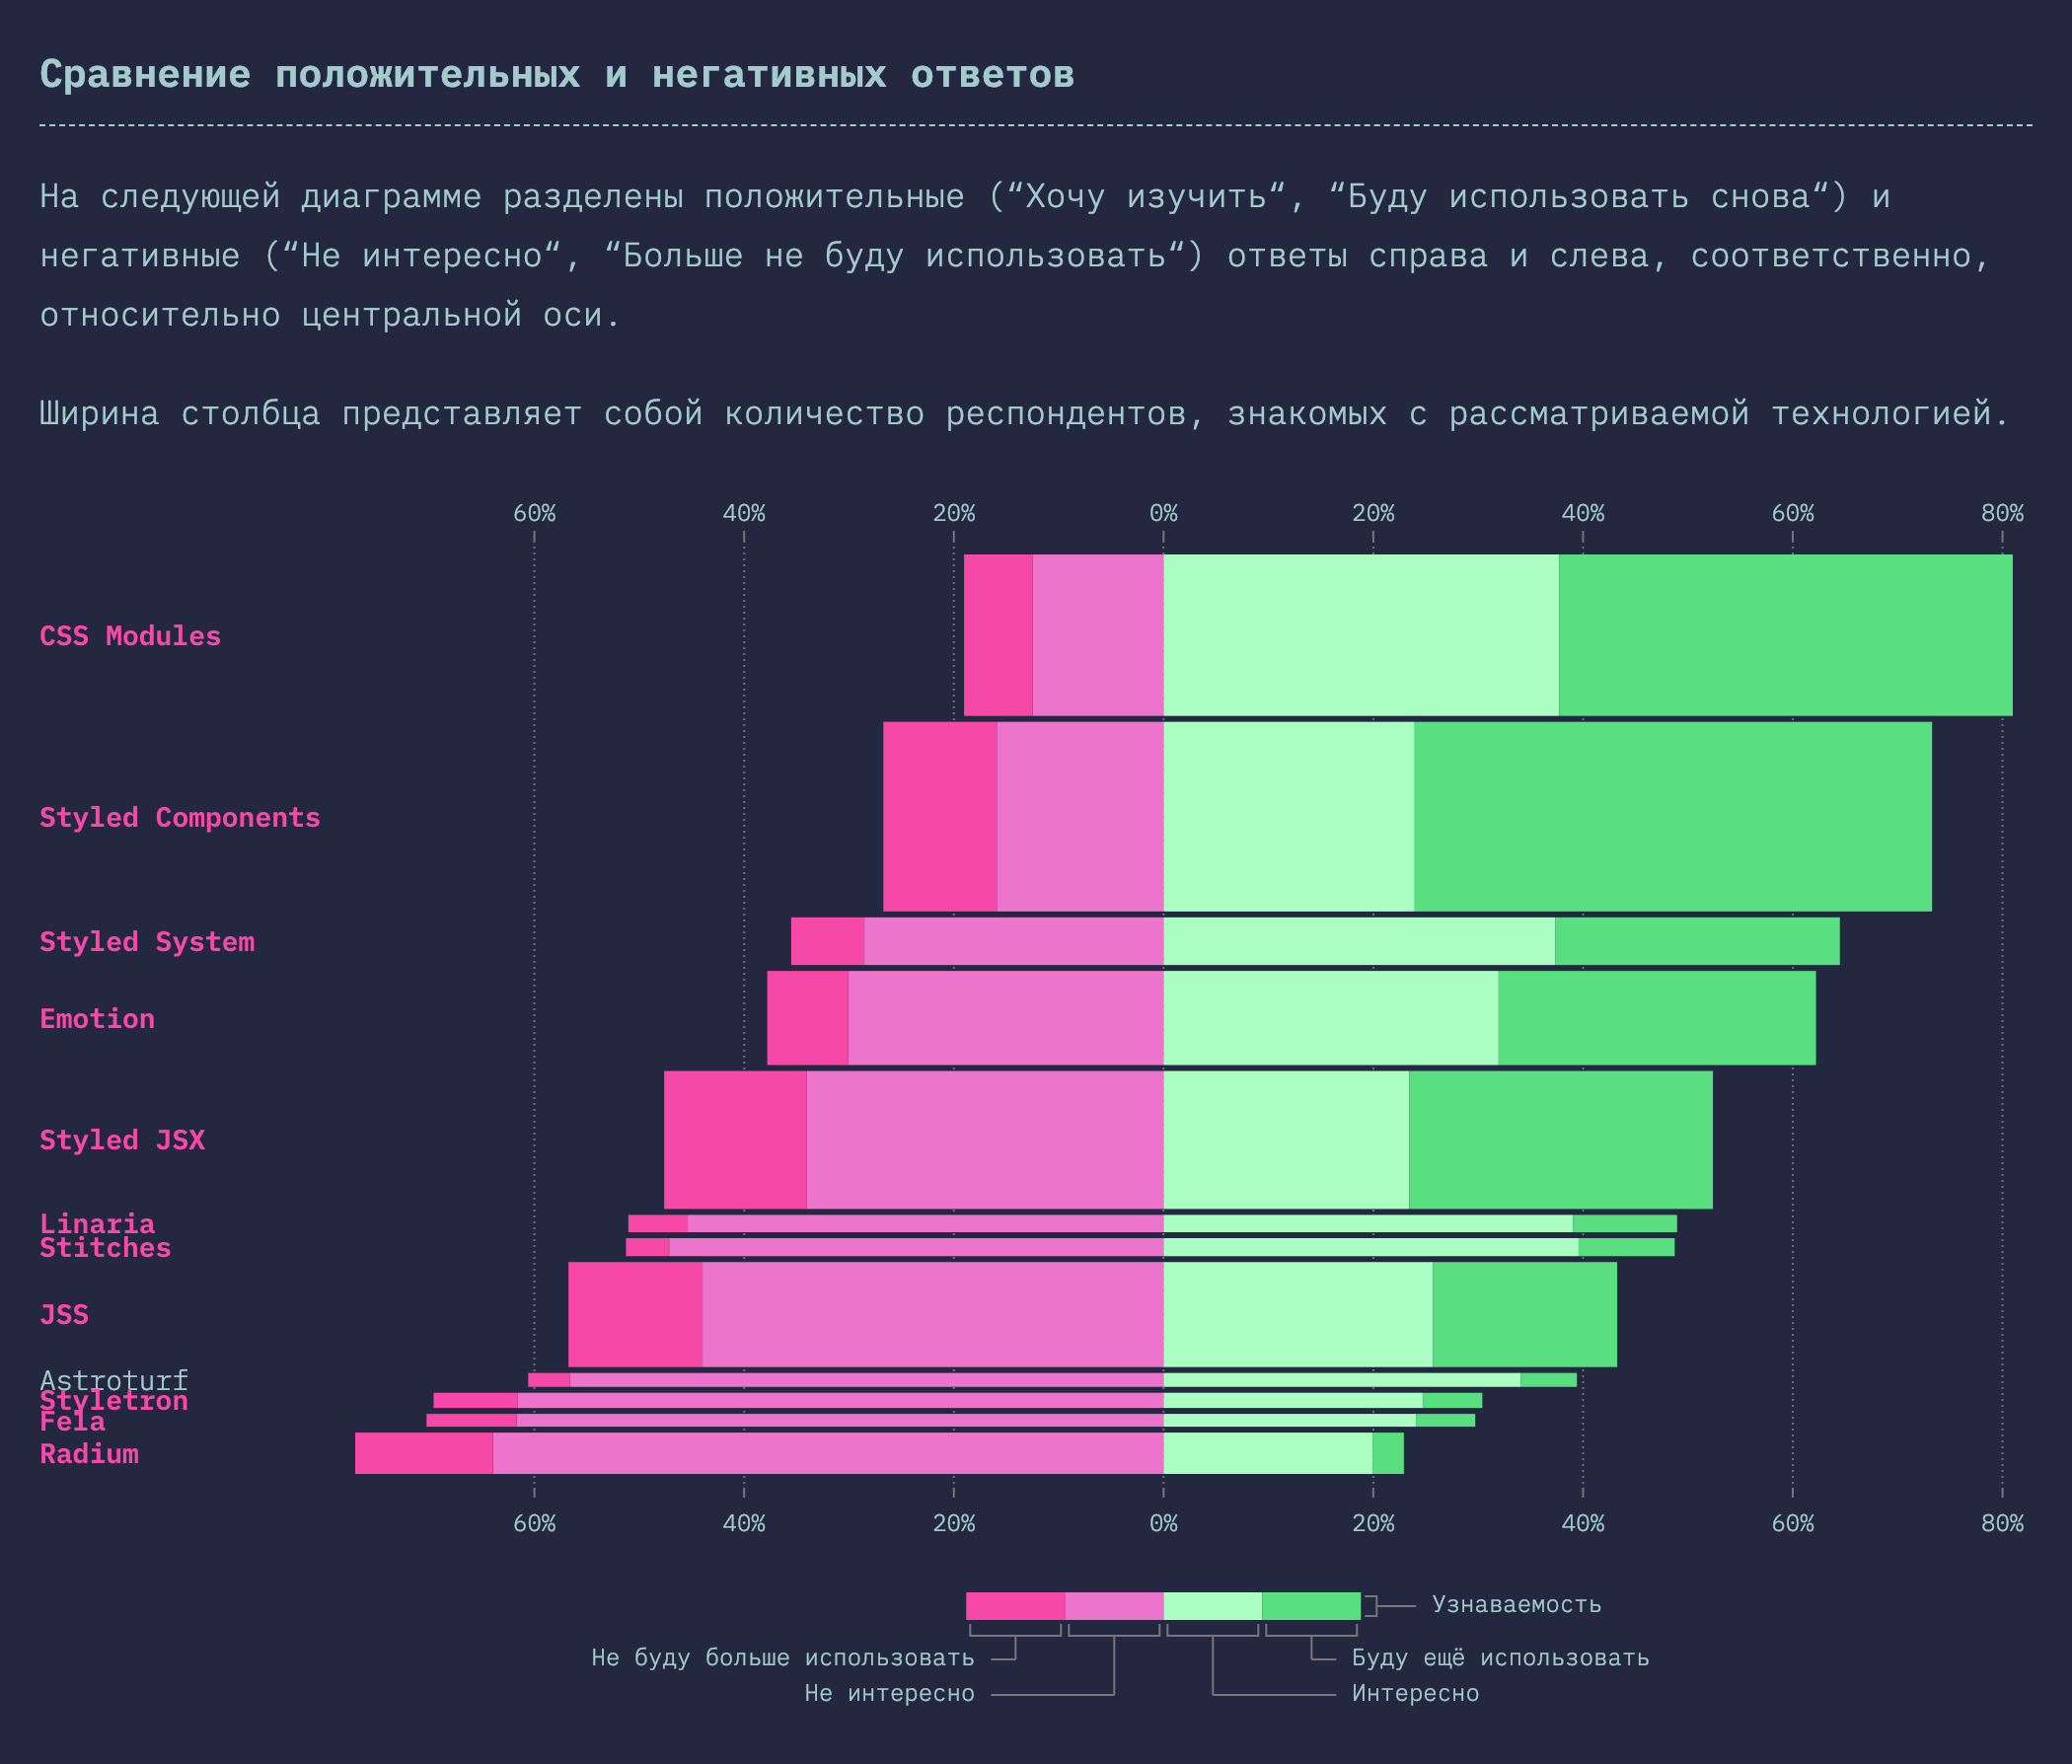 Сравнение положительных и негативных ответов
На следующей диаграмме разделены положительные (“Хочу изучить“, “Буду использовать снова“) и
негативные (“Не интересно“, “Больше не буду использовать“) ответы справа и слева, соответственно,
относительно центральной оси.
Ширина столбца представляет собой количество респондентов, знакомых с рассматриваемой технологией.
60% 40% 20% 0% 20% 40% 60% 80%
CSS Modules
Styled Components
Styled System
Emotion
Styled JSX
Linaria
Stitches
JSS
Astroturf
Styletron
Fela
Radium
60% 40% 20% 0% 20% 40% 60% 80%
Узнаваемость
Не буду больше использовать Буду ещё использовать
Не интересно Интересно